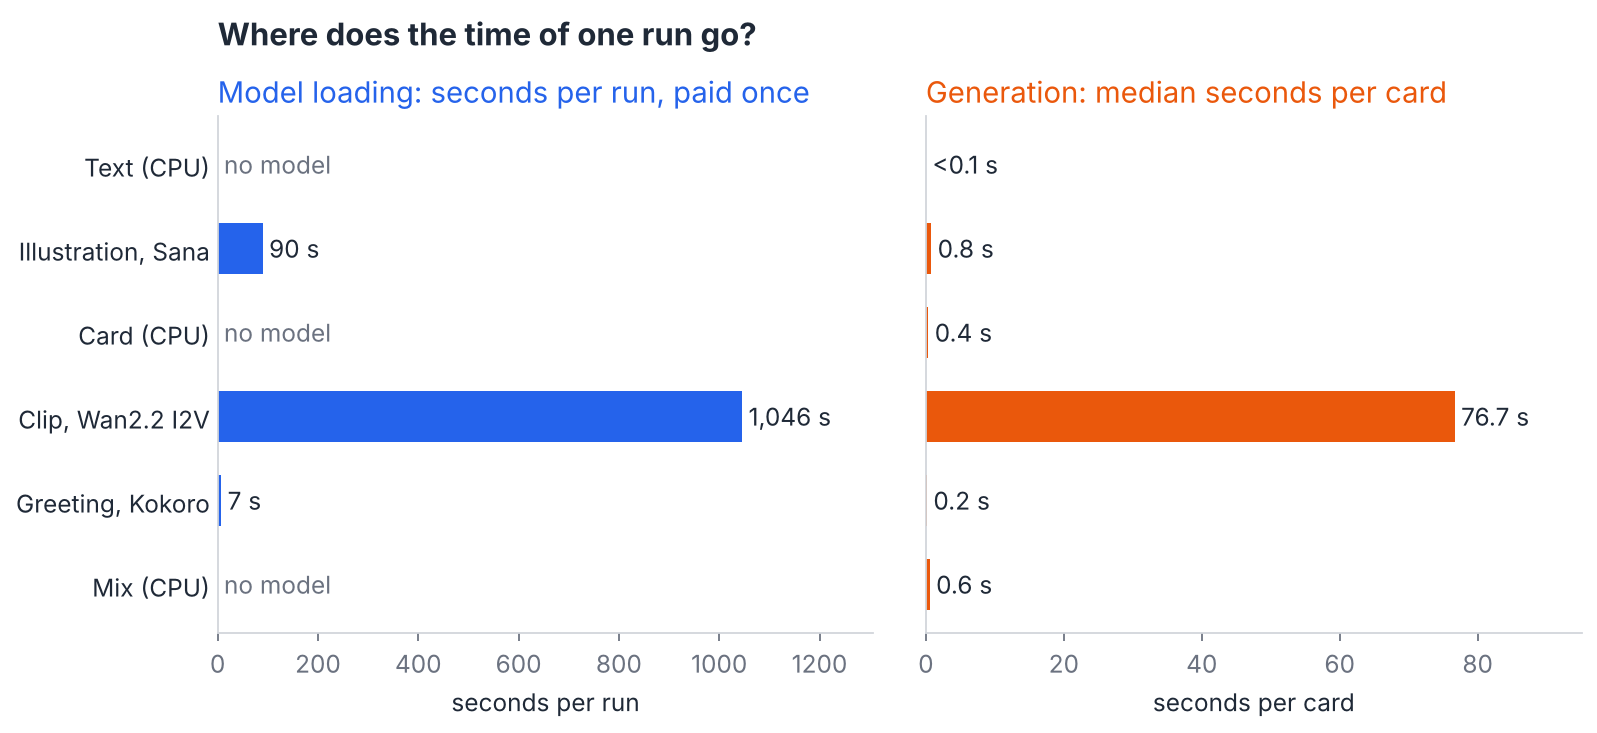 Where does the time of one run go?
Model loading: seconds per run, paid once
Generation: median seconds per card
Text (CPU) no model <0.1 s
Illustration, Sana 90 s 0.8 s
Card (CPU) no model 0.4 s
Clip, Wan2.2 I2V 1,046 s 76.7 s
Greeting, Kokoro 7 s 0.2 s
Mix (CPU) no model 0.6 s
0 200 400 600 800 1000 1200
seconds per run
0 20 40 60 80
seconds per card